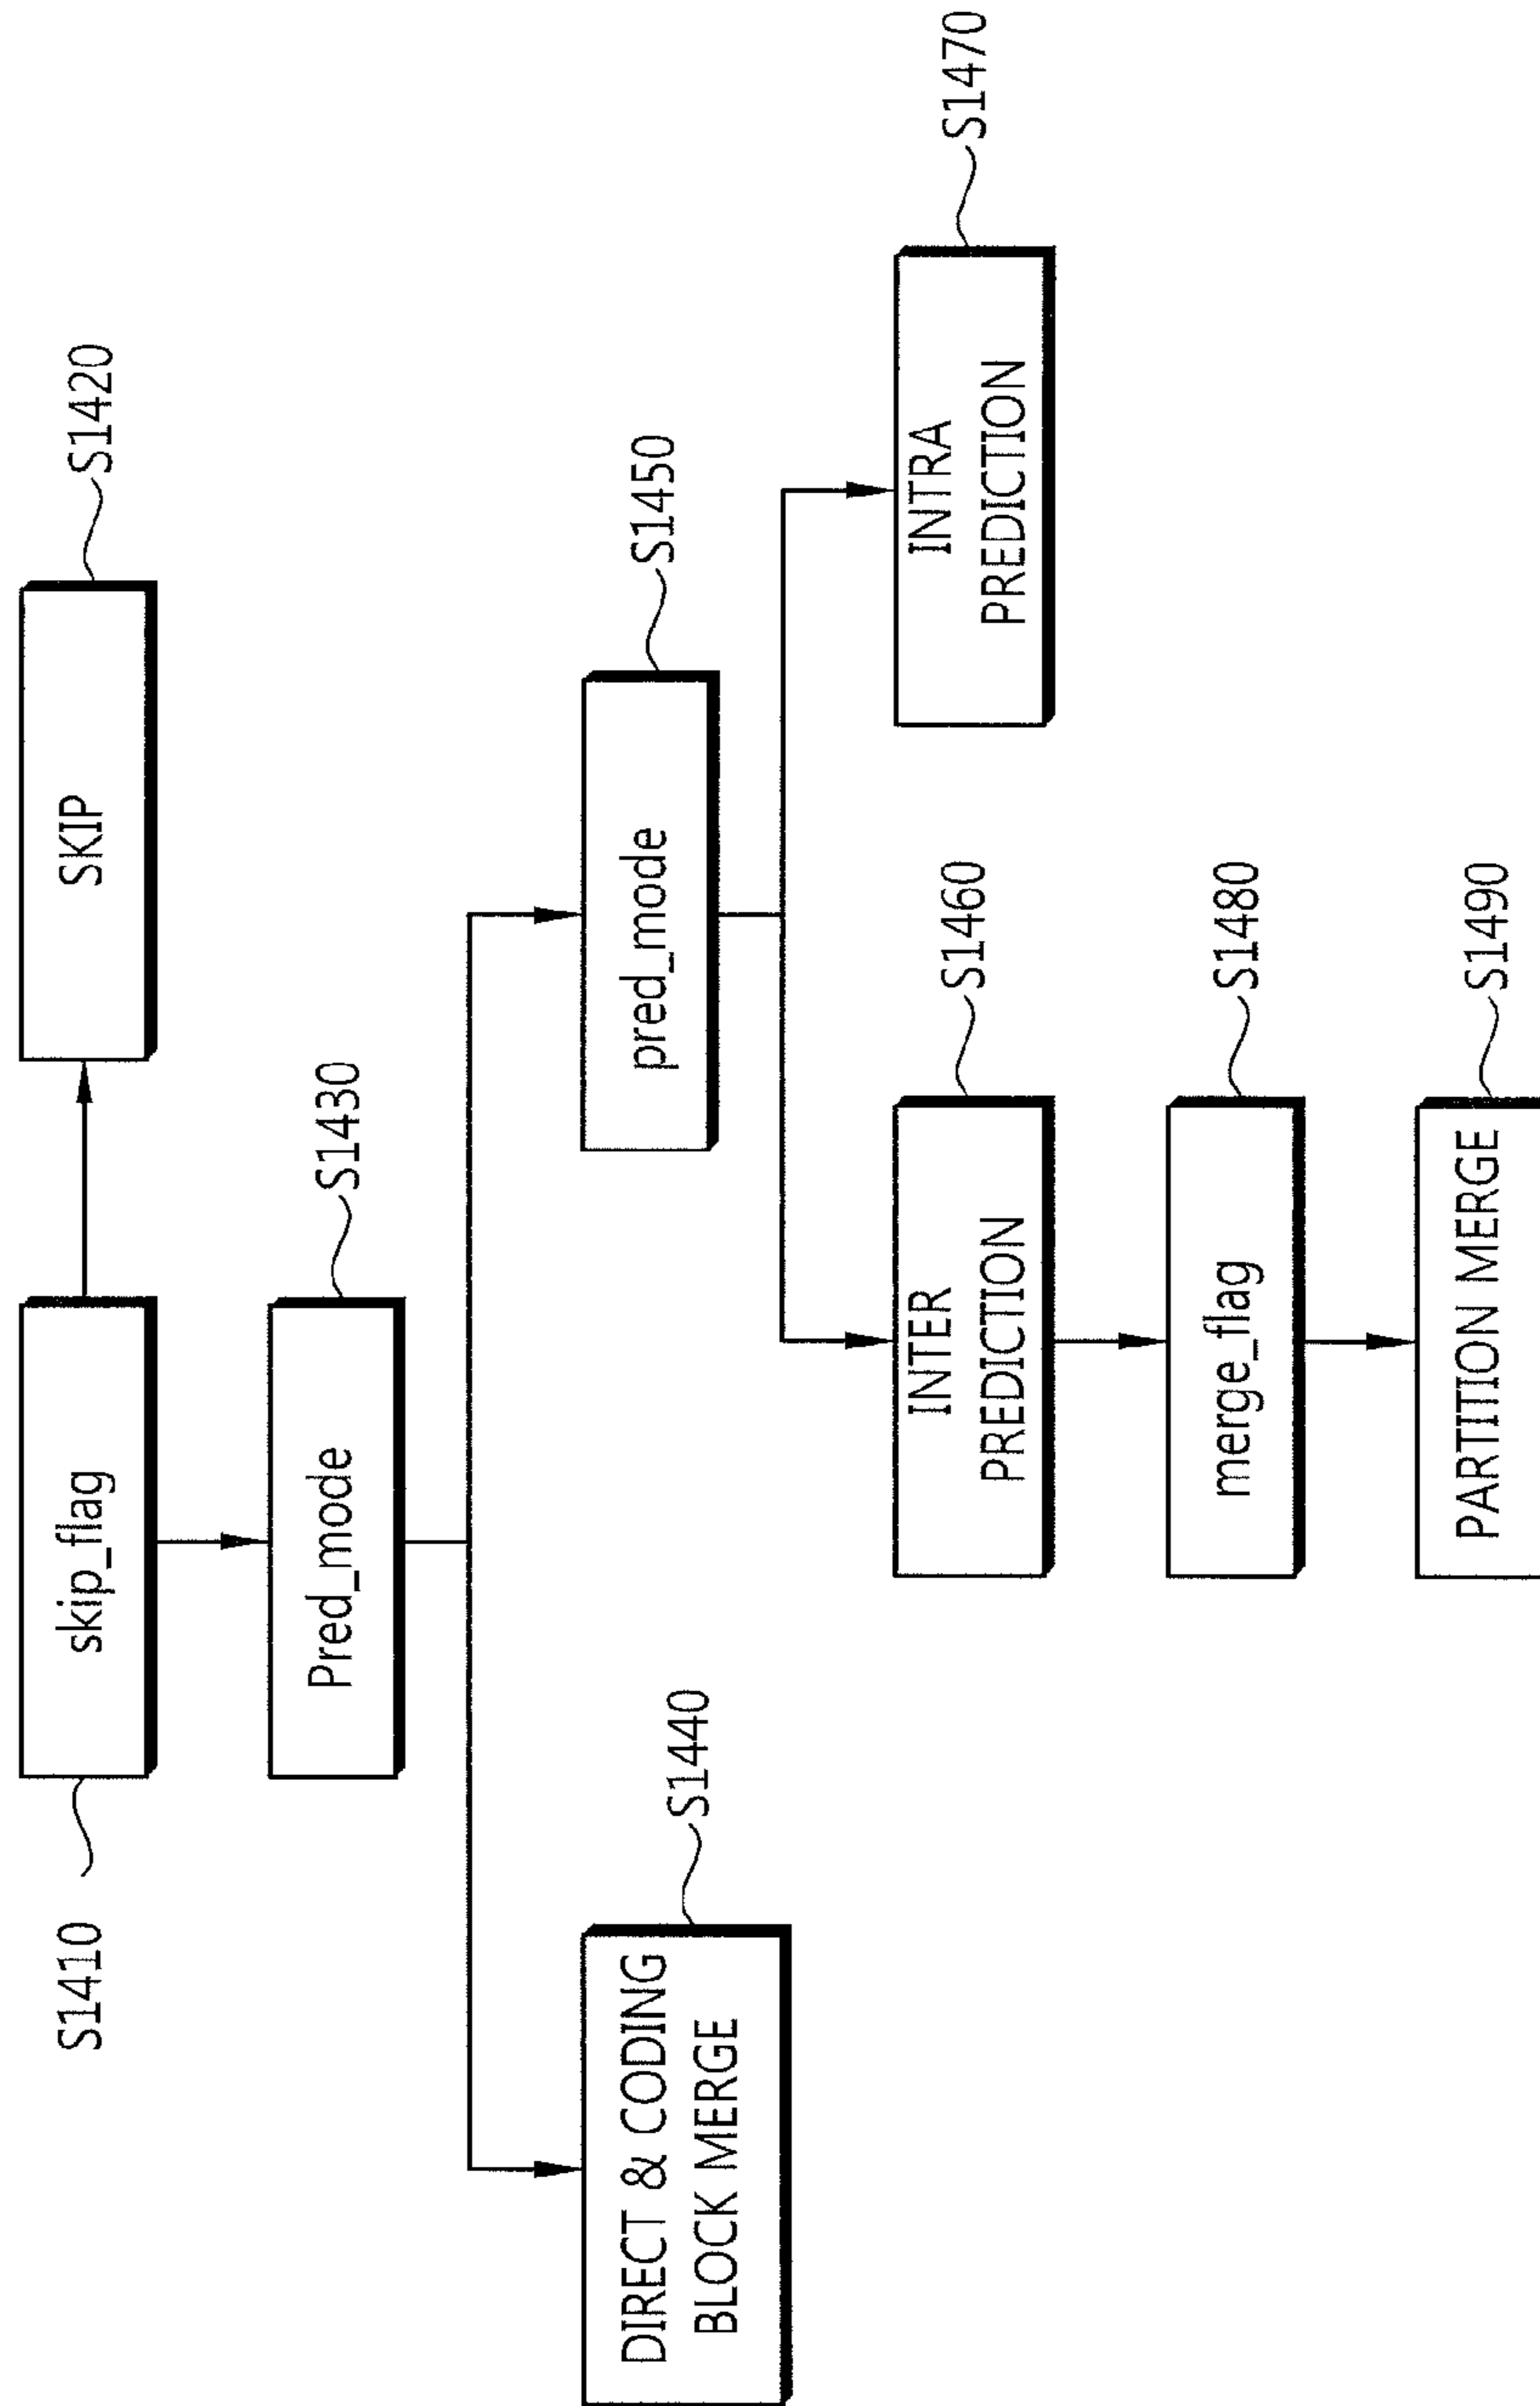 S1410
skip_flag
SKIP
S1420
Pred_mode
S1430
DIRECT & CODING
BLOCK MERGE
S1440
pred_mode
S1450
INTER
PREDICTION
S1460
INTRA
PREDICTION
S1470
merge_flag
S1480
PARTITION MERGE
S1490